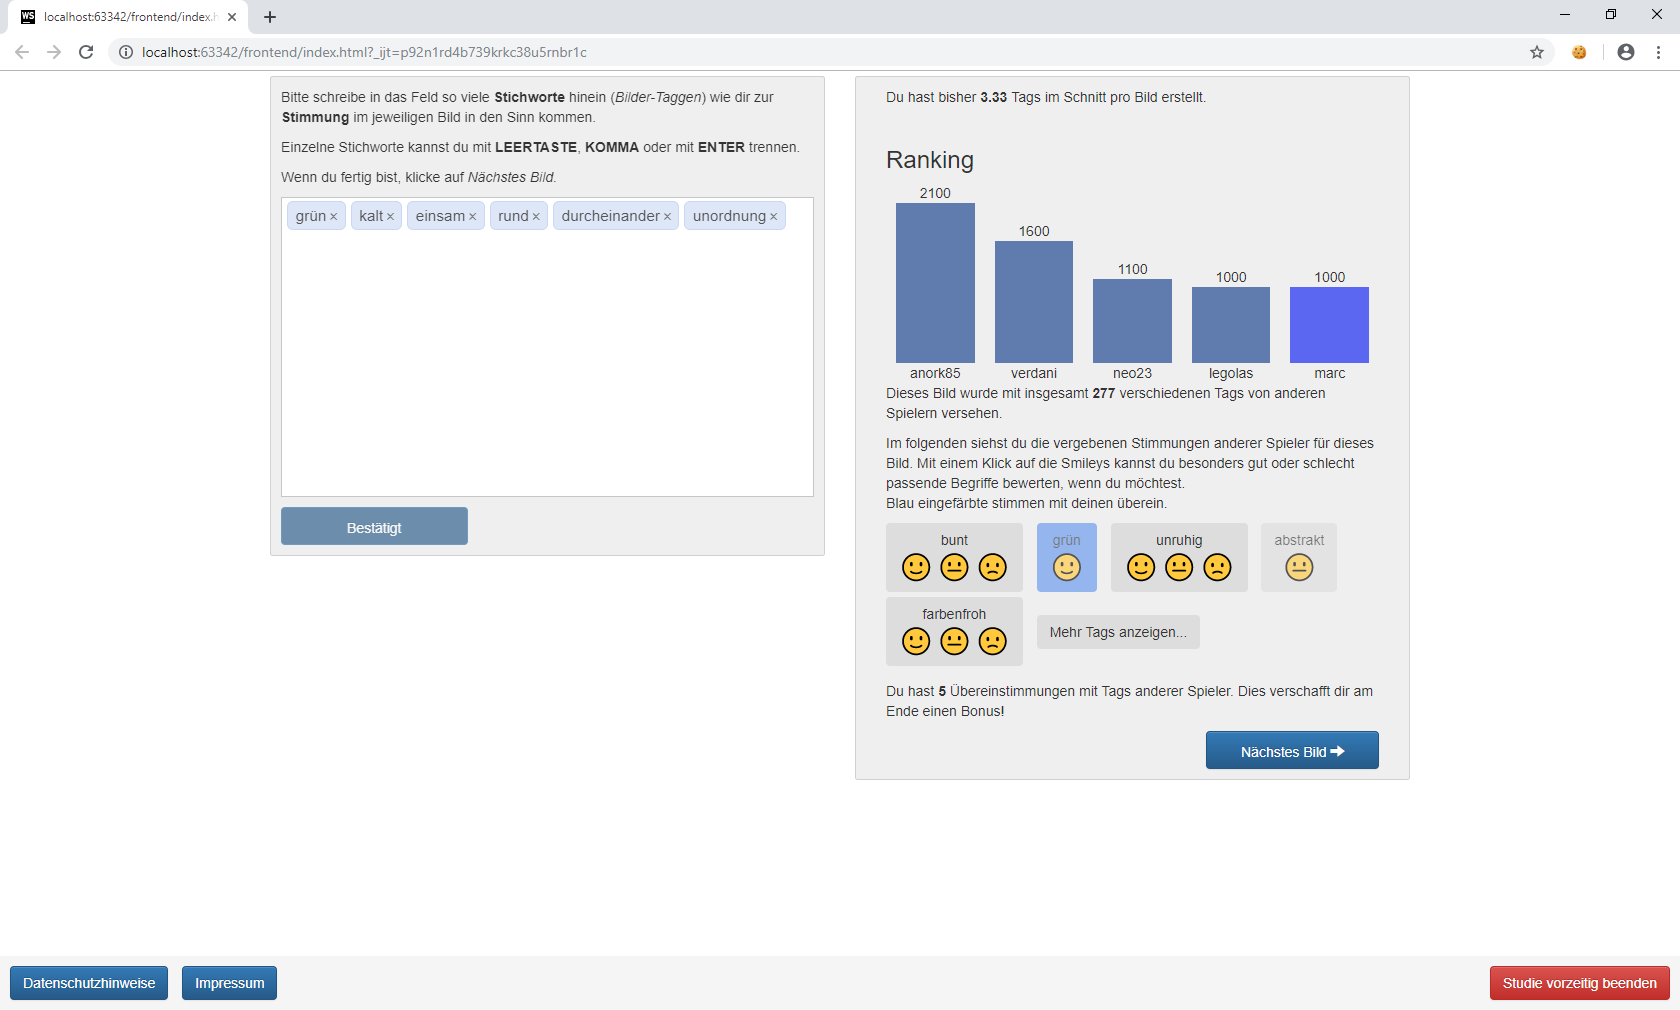 localhost:63342/frontend/index.h
localhost:63342/frontend/index.html?_ijt=p92n1rd4b739krkc38u5rnbr1c
Bitte schreibe in das Feld so viele Stichworte hinein (Bilder-Taggen) wie dir zur
Stimmung im jeweiligen Bild in den Sinn kommen.
Einzelne Stichworte kannst du mit LEERTASTE, KOMMA oder mit ENTER trennen.
Wenn du fertig bist, klicke auf Nächstes Bild.
grün× kalt× einsam× rund× durcheinander× unordnung×
Bestätigt
Du hast bisher 3.33 Tags im Schnitt pro Bild erstellt.
Ranking
2100
1600
1100
1000
1000
anork85 verdani neo23 legolas marc
Dieses Bild wurde mit insgesamt 277 verschiedenen Tags von anderen
Spielern versehen.
Im folgenden siehst du die vergebenen Stimmungen anderer Spieler für dieses
Bild. Mit einem Klick auf die Smileys kannst du besonders gut oder schlecht
passende Begriffe bewerten, wenn du möchtest.
Blau eingefärbte stimmen mit deinen überein.
bunt grün unruhig abstrakt
farbenfroh
Mehr Tags anzeigen...
Du hast 5 Übereinstimmungen mit Tags anderer Spieler. Dies verschafft dir am
Ende einen Bonus!
Nächstes Bild
Datenschutzhinweise Impressum Studie vorzeitig beenden